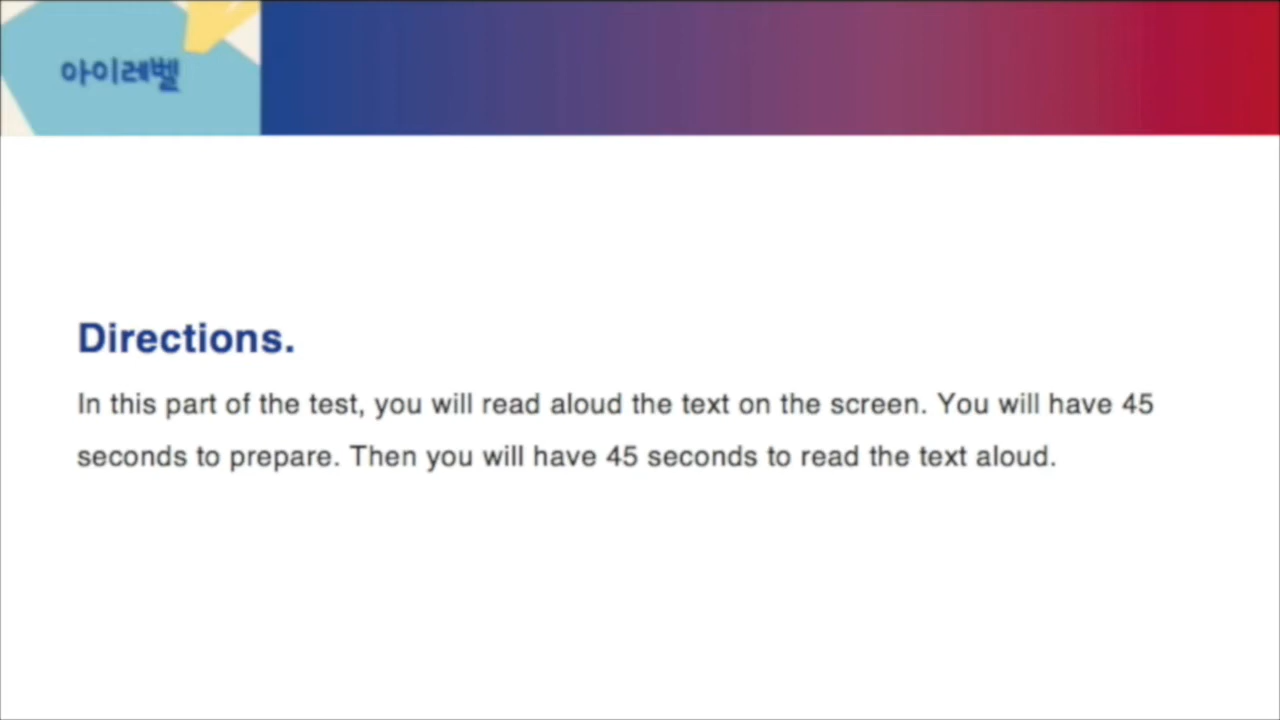 아이레벨
Directions.
In this part of the test, you will read aloud the text on the screen. You will have 45
seconds to prepare. Then you will have 45 seconds to read the text aloud.